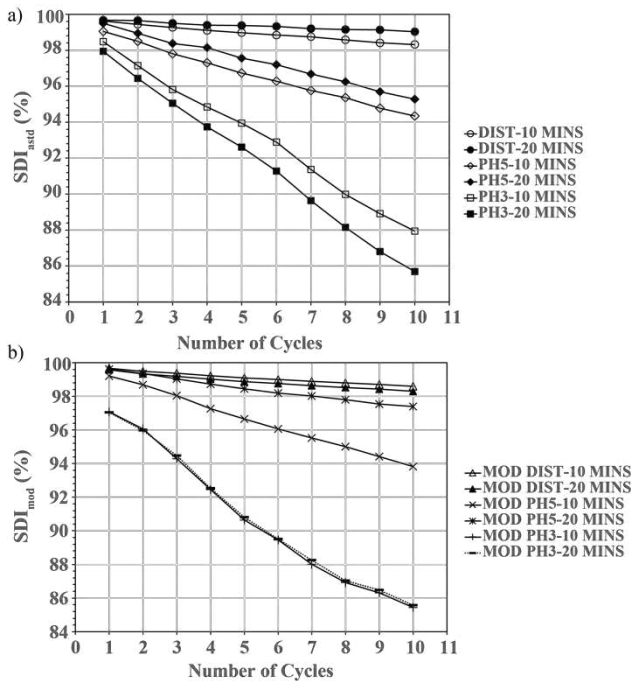 a)
100
98
96
94
92
90
88
86
84
SDI_astd (%)
0 1 2 3 4 5 6 7 8 9 10 11
Number of Cycles
DIST-10 MINS
DIST-20 MINS
PH5-10 MINS
PH5-20 MINS
PH3-10 MINS
PH3-20 MINS
b)
100
98
96
94
92
90
88
86
84
SDI_mod (%)
0 1 2 3 4 5 6 7 8 9 10 11
Number of Cycles
MOD DIST-10 MINS
MOD DIST-20 MINS
MOD PH5-10 MINS
MOD PH5-20 MINS
MOD PH3-10 MINS
MOD PH3-20 MINS